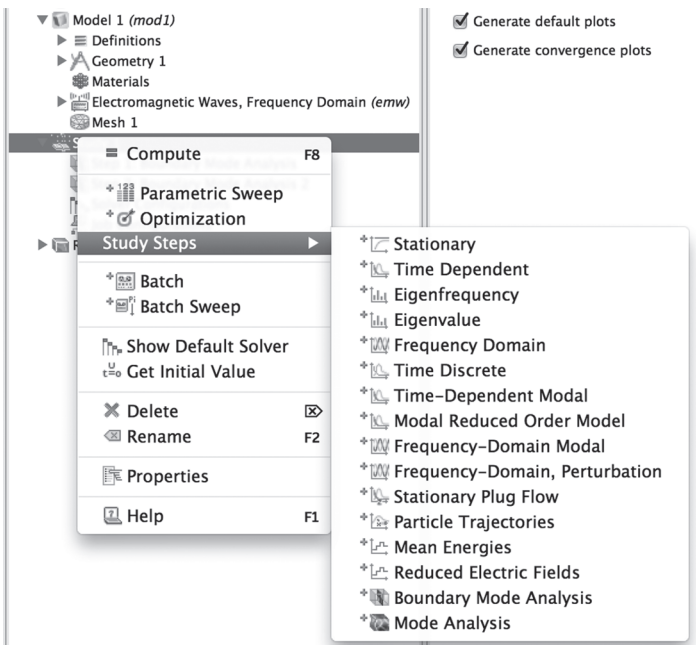 Model 1 (mod1)
Definitions
Geometry 1
Materials
Electromagnetic Waves, Frequency Domain (emw)
Mesh 1
Generate default plots
Generate convergence plots
Compute F8
Parametric Sweep
Optimization
Study Steps
Batch
Batch Sweep
Show Default Solver
Get Initial Value
Delete
Rename F2
Properties
Help F1
Stationary
Time Dependent
Eigenfrequency
Eigenvalue
Frequency Domain
Time Discrete
Time-Dependent Modal
Modal Reduced Order Model
Frequency-Domain Modal
Frequency-Domain, Perturbation
Stationary Plug Flow
Particle Trajectories
Mean Energies
Reduced Electric Fields
Boundary Mode Analysis
Mode Analysis